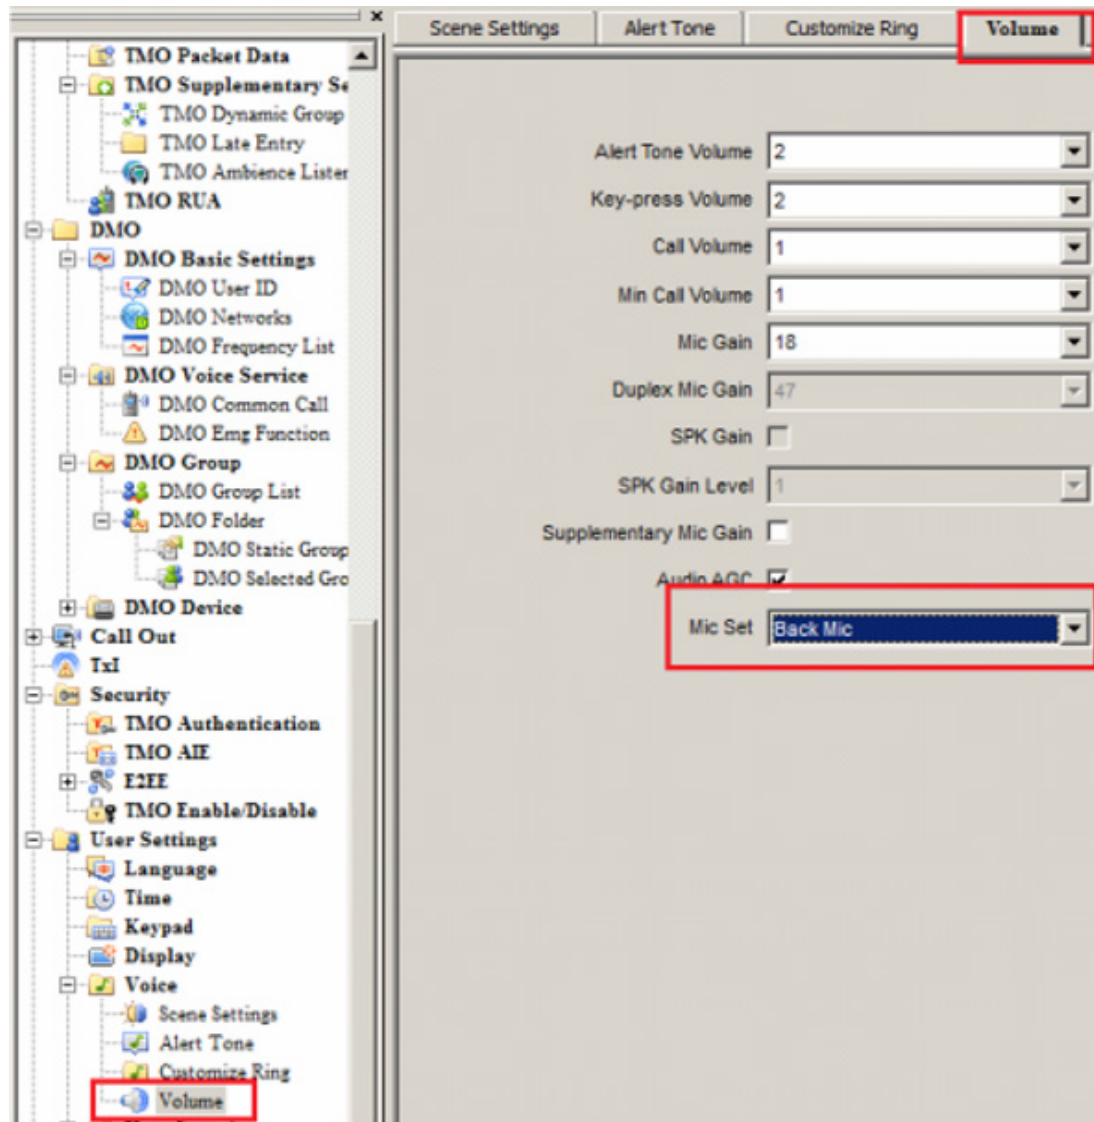 Scene Settings
Alert Tone
Customize Ring
Volume
TMO Packet Data
TMO Supplementary Se
TMO Dynamic Group
TMO Late Entry
TMO Ambience Lister
TMO RUA
DMO
DMO Basic Settings
DMO User ID
DMO Networks
DMO Frequency List
DMO Voice Service
DMO Common Call
DMO Emg Function
DMO Group
DMO Group List
DMO Folder
DMO Static Group
DMO Selected Gro
DMO Device
Call Out
TxI
Security
TMO Authentication
TMO AIE
E2EE
TMO Enable/Disable
User Settings
Language
Time
Keypad
Display
Voice
Scene Settings
Alert Tone
Customize Ring
Volume
Alert Tone Volume 2
Key-press Volume 2
Call Volume 1
Min Call Volume 1
Mic Gain 18
Duplex Mic Gain 47
SPK Gain
SPK Gain Level 1
Supplementary Mic Gain
Audio AGC
Mic Set Back Mic